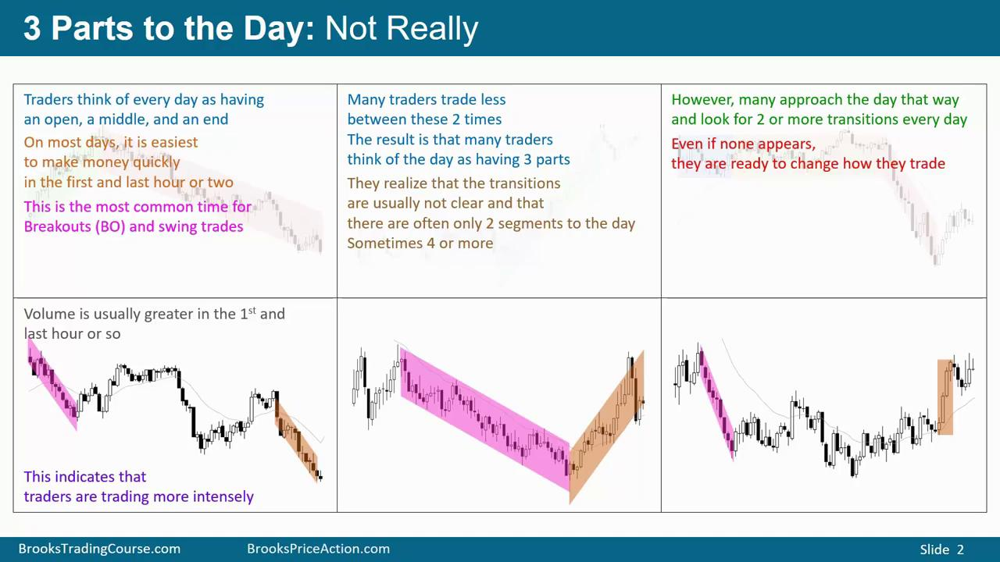 3 Parts to the Day: Not Really
Traders think of every day as having
an open, a middle, and an end
On most days, it is easiest
to make money quickly
in the first and last hour or two
This is the most common time for
Breakouts (BO) and swing trades
Many traders trade less
between these 2 times
The result is that many traders
think of the day as having 3 parts
They realize that the transitions
are usually not clear and that
there are often only 2 segments to the day
Sometimes 4 or more
However, many approach the day that way
and look for 2 or more transitions every day
Even if none appears,
they are ready to change how they trade
Volume is usually greater in the 1st and
last hour or so
This indicates that
traders are trading more intensely
BrooksTradingCourse.com
BrooksPriceAction.com
Slide 2